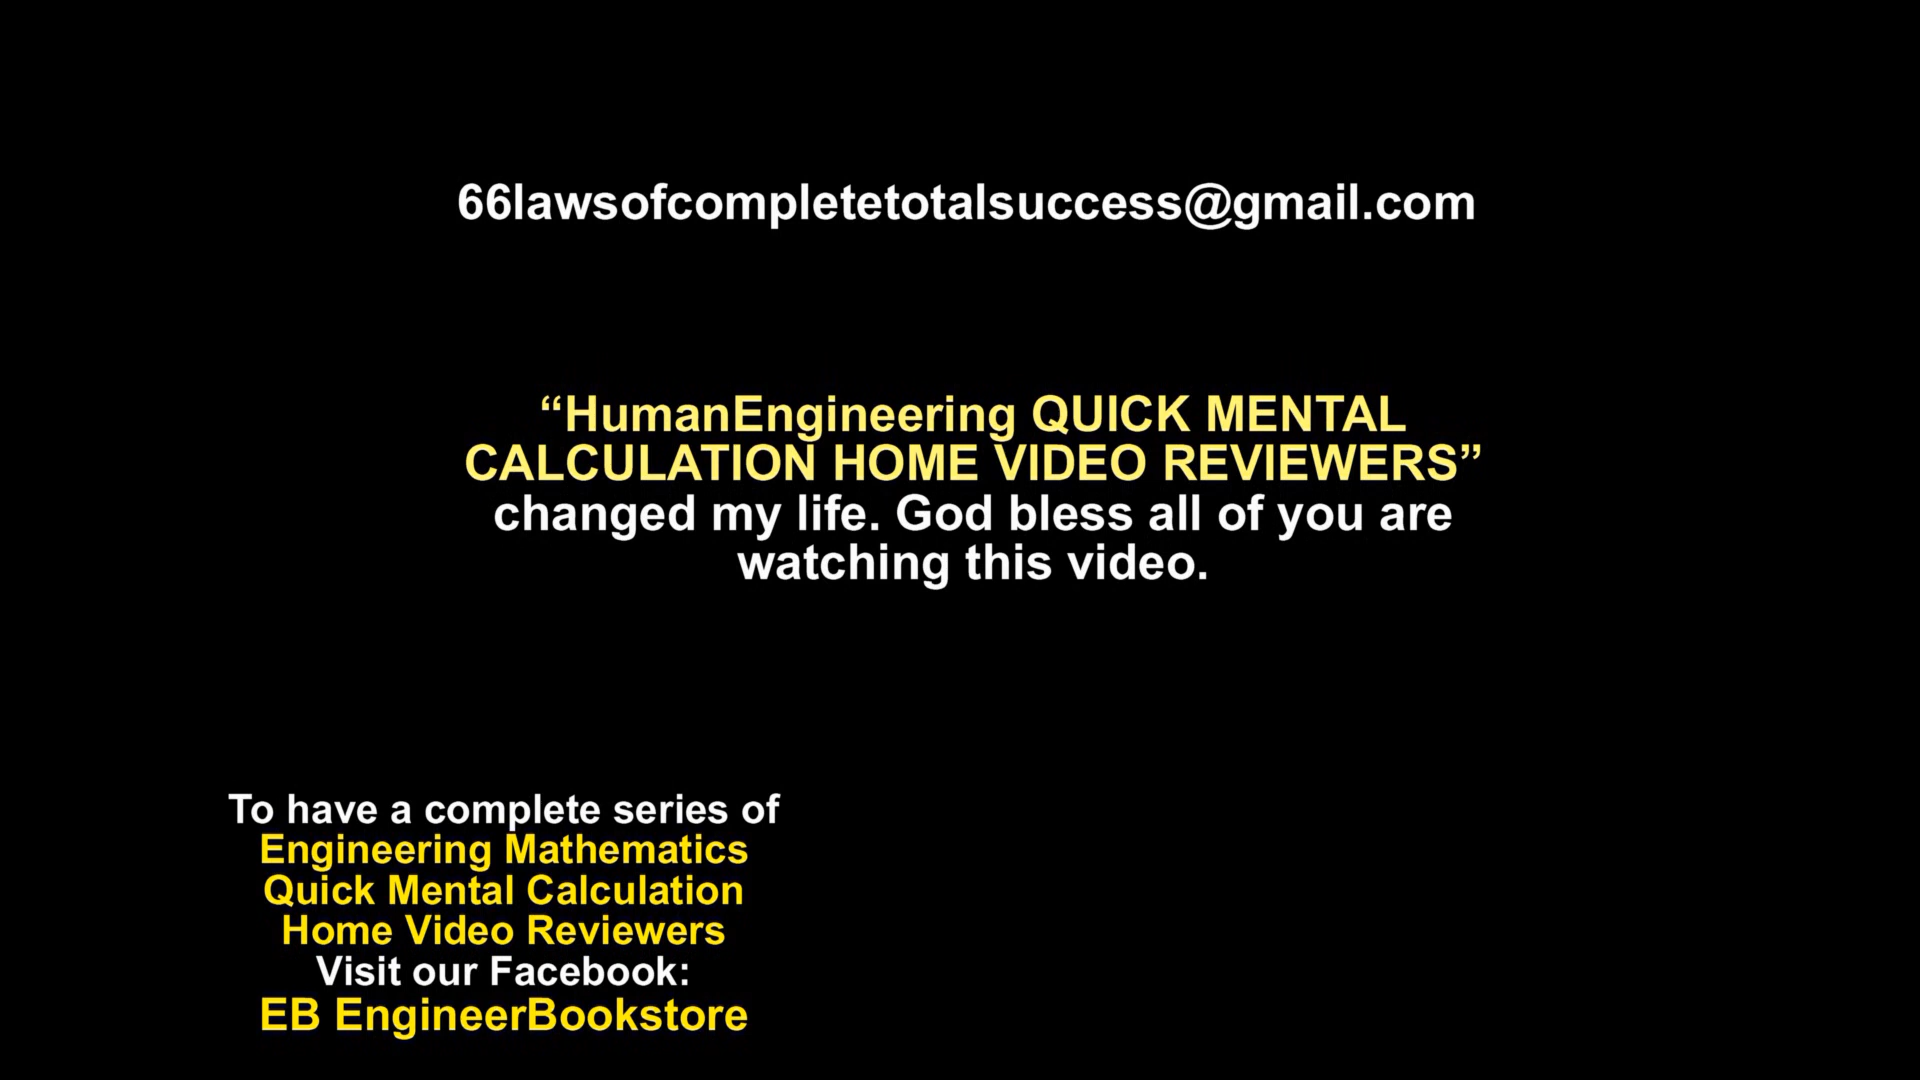 66lawsofcompletetotalsuccess@gmail.com
“HumanEngineering QUICK MENTAL
CALCULATION HOME VIDEO REVIEWERS”
changed my life. God bless all of you are
watching this video.
To have a complete series of
Engineering Mathematics
Quick Mental Calculation
Home Video Reviewers
Visit our Facebook:
EB EngineerBookstore